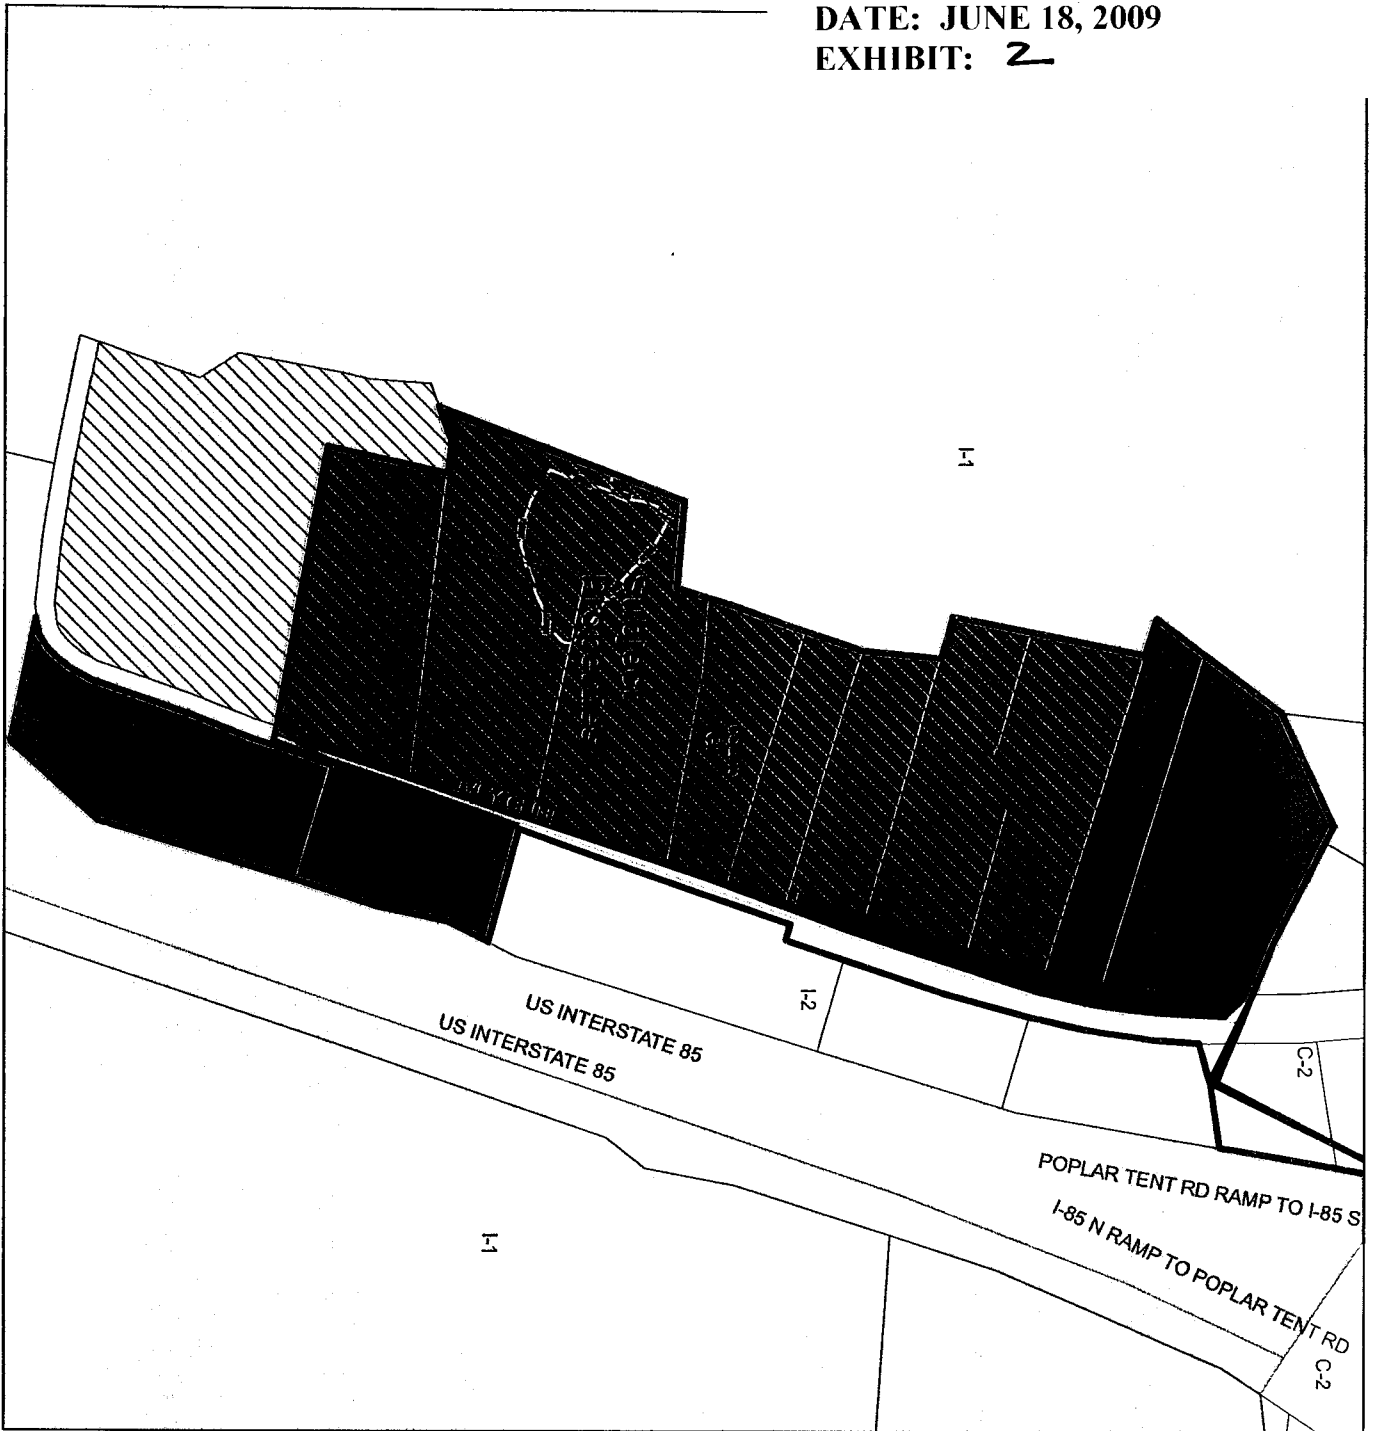 DATE: JUNE 18, 2009
EXHIBIT: 2
I-1
I-2
US INTERSTATE 85
US INTERSTATE 85
C-2
POPLAR TENT RD RAMP TO I-85 S
I-85 N RAMP TO POPLAR TENT RD
I-1
C-2